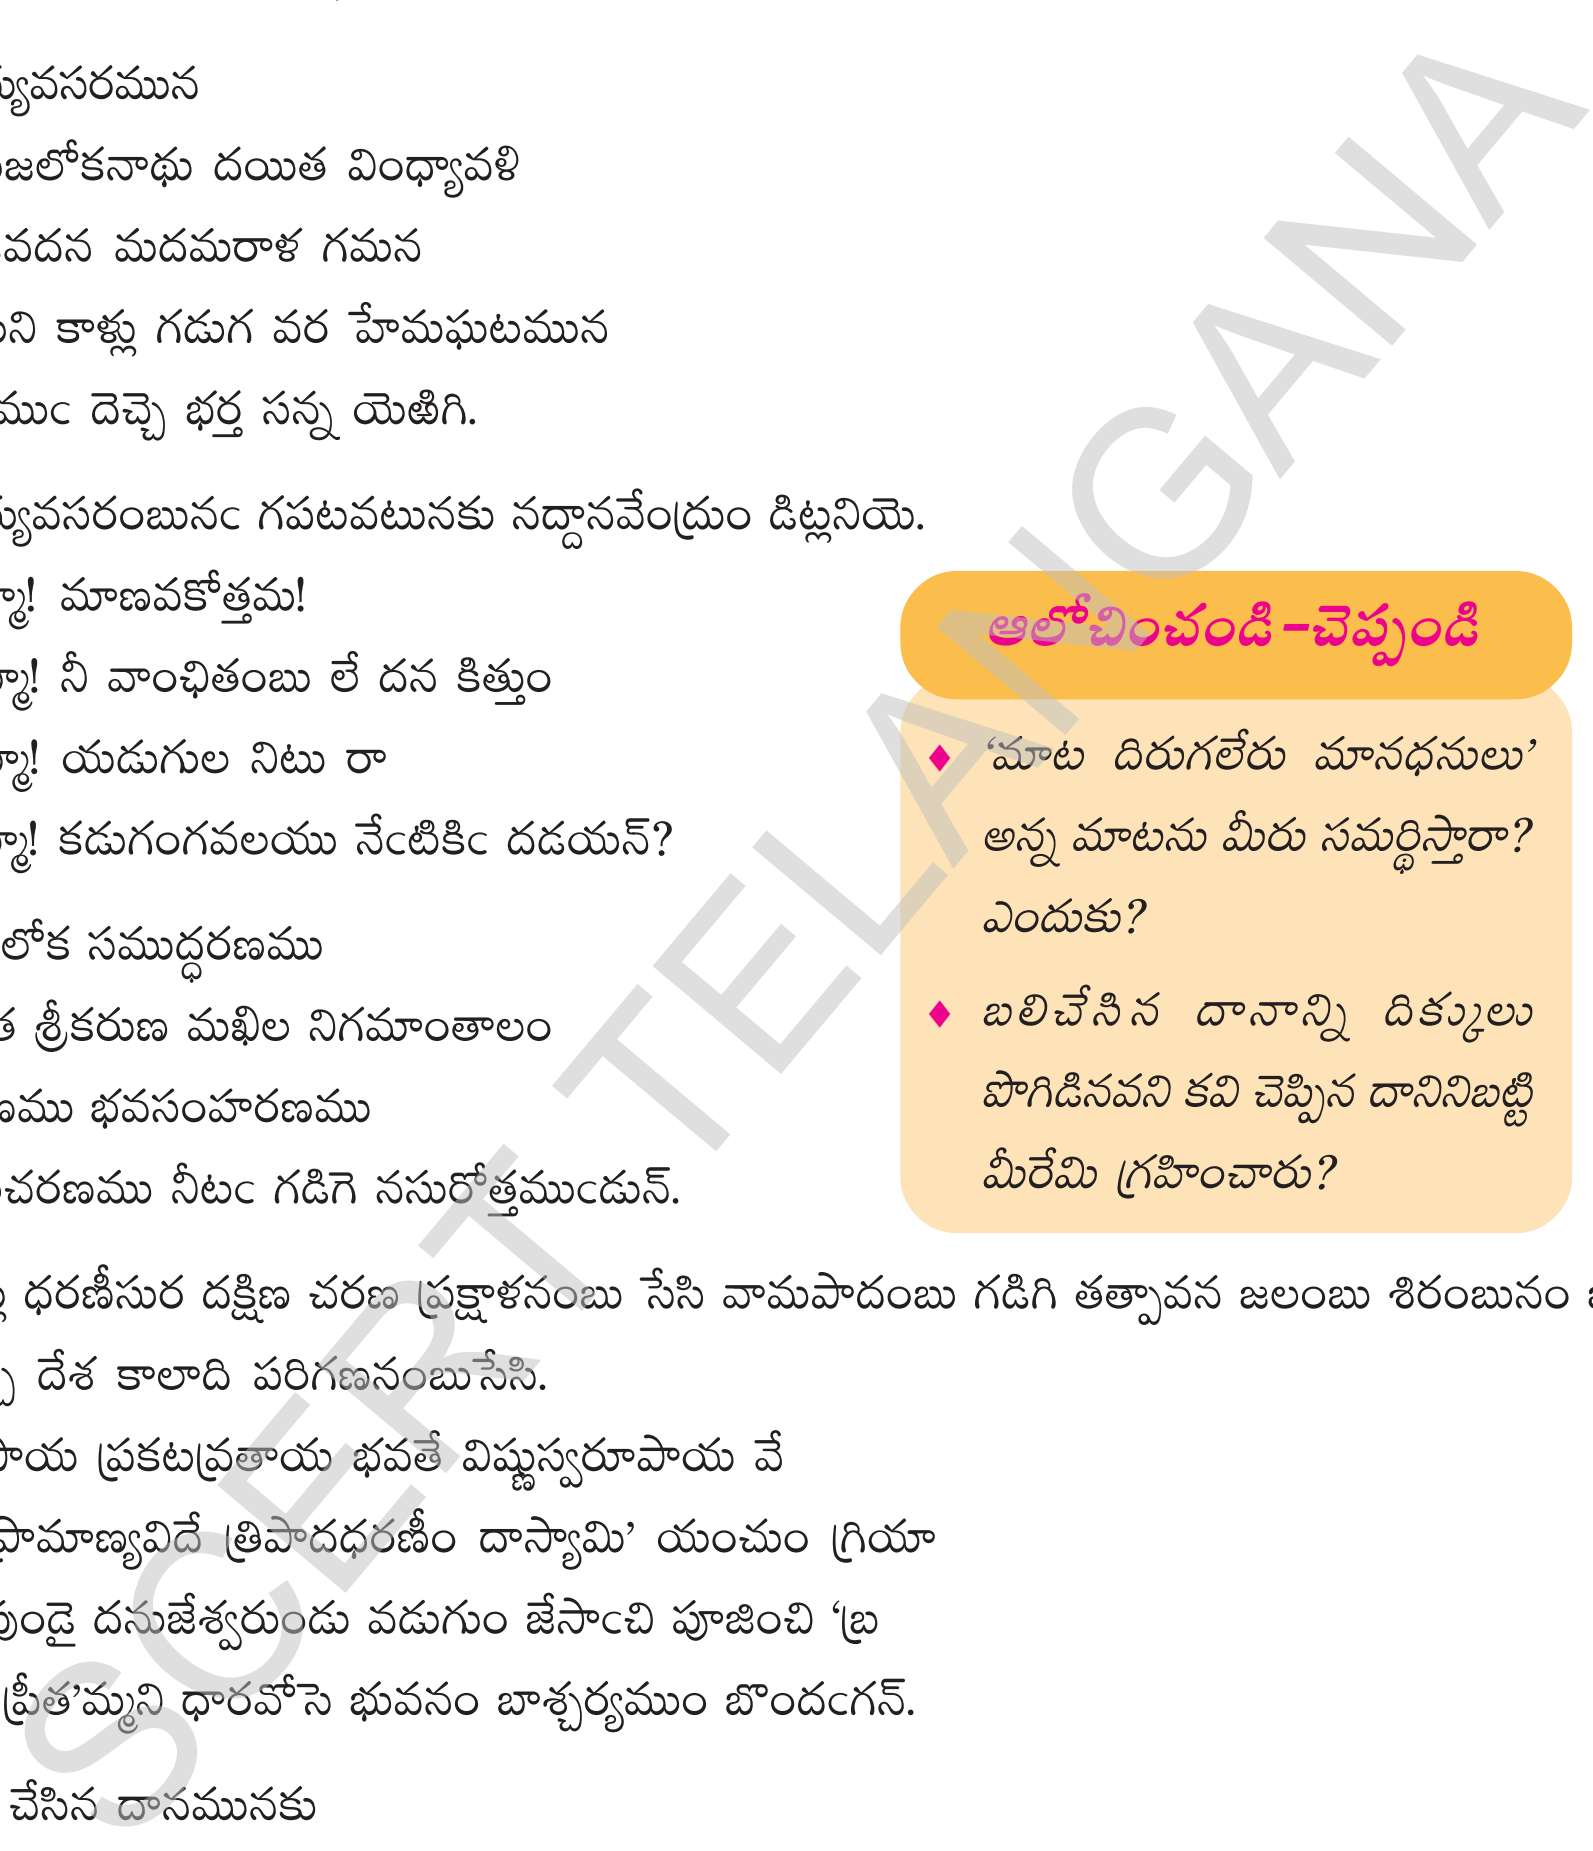 య్యవసరమున
జలోకనాథు దయిత వింధ్యావళి
వదన మదమరాళ గమన
ని కాళ్లు గడుగ వర హేమఘటమున
ముఁ దెచ్చె భర్త సన్న యెఱిగి.
య్యవసరంబునఁ గపటవటునకు నద్దానవేంద్రుం డిట్లనియె.
మ్మా! మాణవకోత్తమ!
మ్మా! నీ వాంఛితంబు లే దన కిత్తుం
మ్మా! యడుగుల నిటు రా
మ్మా! కడుగంగవలయు నేఁటికిఁ దడయన్?
లోక సముద్ధరణము
త శ్రీకరుణ మఖిల నిగమాంతాలం
ణము భవసంహరణము
చరణము నీటఁ గడిగె నసురోత్తముఁడున్.
ధరణీసుర దక్షిణ చరణ ప్రక్షాళనంబు సేసి వామపాదంబు గడిగి తత్పావన జలంబు శిరంబునం
దేశ కాలాది పరిగణనంబుసేసి.
పాయ ప్రకటవ్రతాయ భవతే విష్ణుస్వరూపాయ వే
ప్రామాణ్యవిదే త్రిపాదధరణీం దాస్యామి’ యంచుం గ్రియా
వుండై దనుజేశ్వరుండు వడుగుం జేసాఁచి పూజించి ‘బ్ర
ప్రీత’మ్మని ధారవోసె భువనం బాశ్చర్యముం బొందఁగన్.
చేసిన దానమునకు
ఆలోచించండి-చెప్పండి
♦ ‘మాట దిరుగలేరు మానధనులు’
అన్న మాటను మీరు సమర్థిస్తారా?
ఎందుకు?
♦ బలిచేసిన దానాన్ని దిక్కులు
పొగిడినవని కవి చెప్పిన దానినిబట్టి
మీరేమి గ్రహించారు?
SCERT TELANGANA